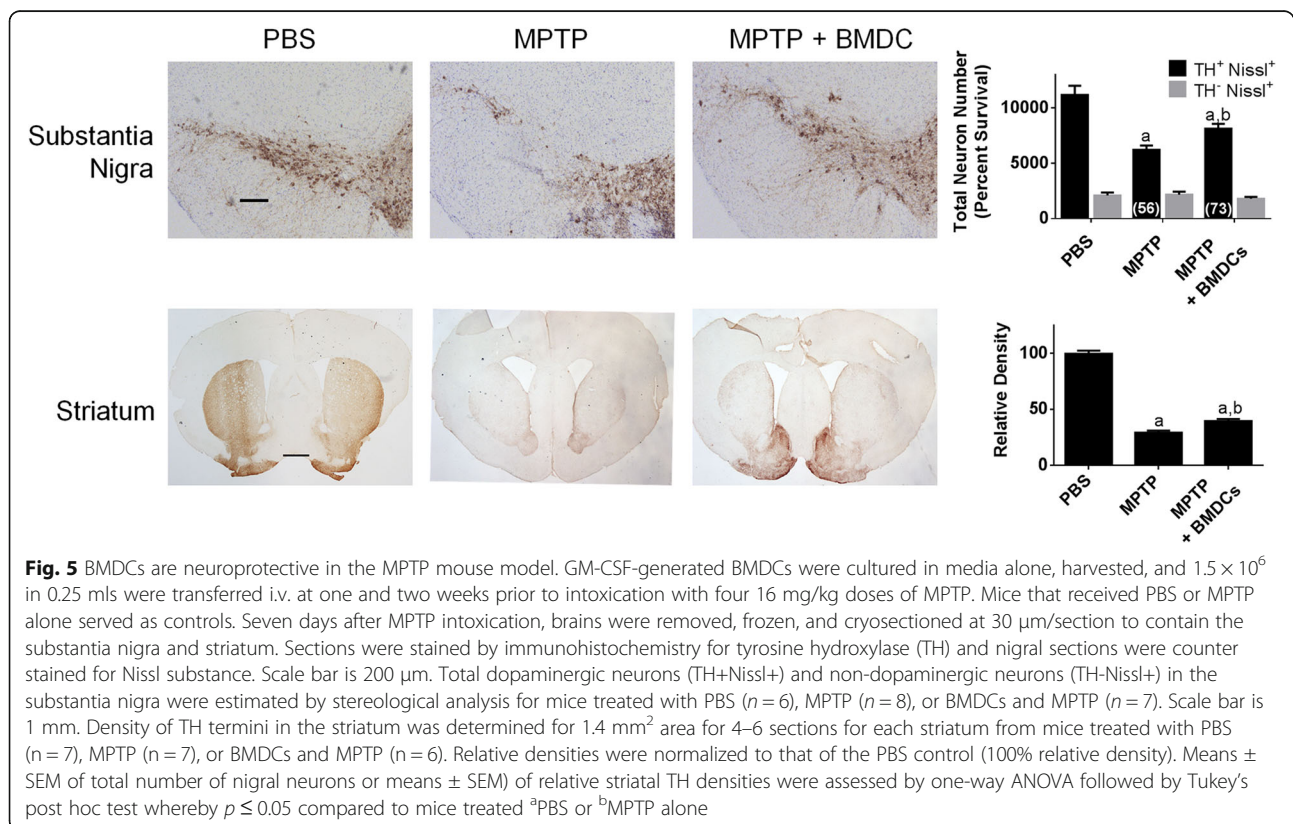 PBS
MPTP
MPTP + BMDC
Substantia
Nigra
TH+ Nissl+
TH- Nissl+
Total Neuron Number
(Percent Survival)
10000
5000
0
(56)
(73)
a
a,b
PBS
MPTP
MPTP
+ BMDCs
Striatum
Relative Density
100
50
0
a
a,b
PBS
MPTP
MPTP
+ BMDCs
Fig. 5 BMDCs are neuroprotective in the MPTP mouse model. GM-CSF-generated BMDCs were cultured in media alone, harvested, and 1.5 × 10⁶
in 0.25 mls were transferred i.v. at one and two weeks prior to intoxication with four 16 mg/kg doses of MPTP. Mice that received PBS or MPTP
alone served as controls. Seven days after MPTP intoxication, brains were removed, frozen, and cryosectioned at 30 μm/section to contain the
substantia nigra and striatum. Sections were stained by immunohistochemistry for tyrosine hydroxylase (TH) and nigral sections were counter
stained for Nissl substance. Scale bar is 200 μm. Total dopaminergic neurons (TH+Nissl+) and non-dopaminergic neurons (TH-Nissl+) in the
substantia nigra were estimated by stereological analysis for mice treated with PBS (n = 6), MPTP (n = 8), or BMDCs and MPTP (n = 7). Scale bar is
1 mm. Density of TH termini in the striatum was determined for 1.4 mm² area for 4–6 sections for each striatum from mice treated with PBS
(n = 7), MPTP (n = 7), or BMDCs and MPTP (n = 6). Relative densities were normalized to that of the PBS control (100% relative density). Means ±
SEM of total number of nigral neurons or means ± SEM) of relative striatal TH densities were assessed by one-way ANOVA followed by Tukey's
post hoc test whereby p ≤ 0.05 compared to mice treated ᵃPBS or ᵇMPTP alone